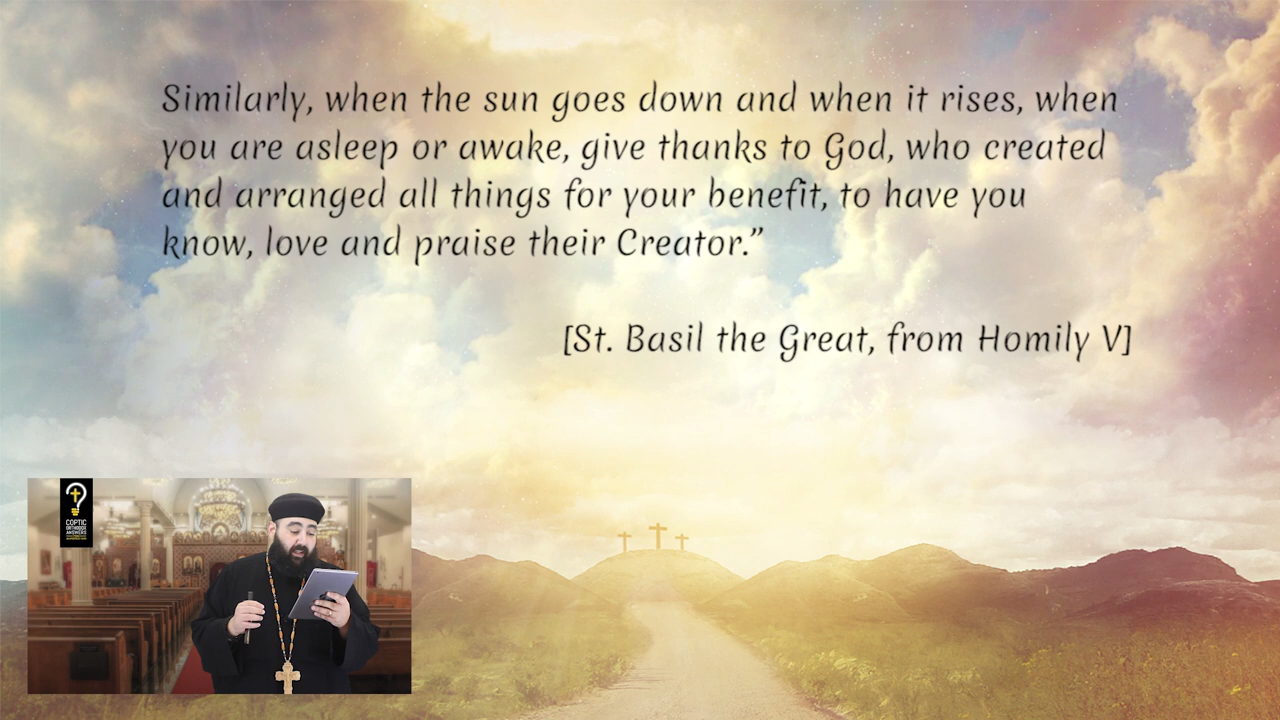 Similarly, when the sun goes down and when it rises, when
you are asleep or awake, give thanks to God, who created
and arranged all things for your benefit, to have you
know, love and praise their Creator.”
[St. Basil the Great, from Homily V]
COPTIC
ORTHODOX
ANSWERS